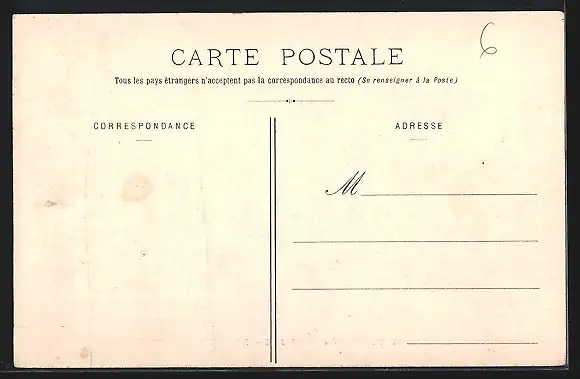 6
CARTE POSTALE
Tous les pays étrangers n'acceptent pas la correspondance au recto (Se renseigner à la Poste)
CORRESPONDANCE
ADRESSE
M